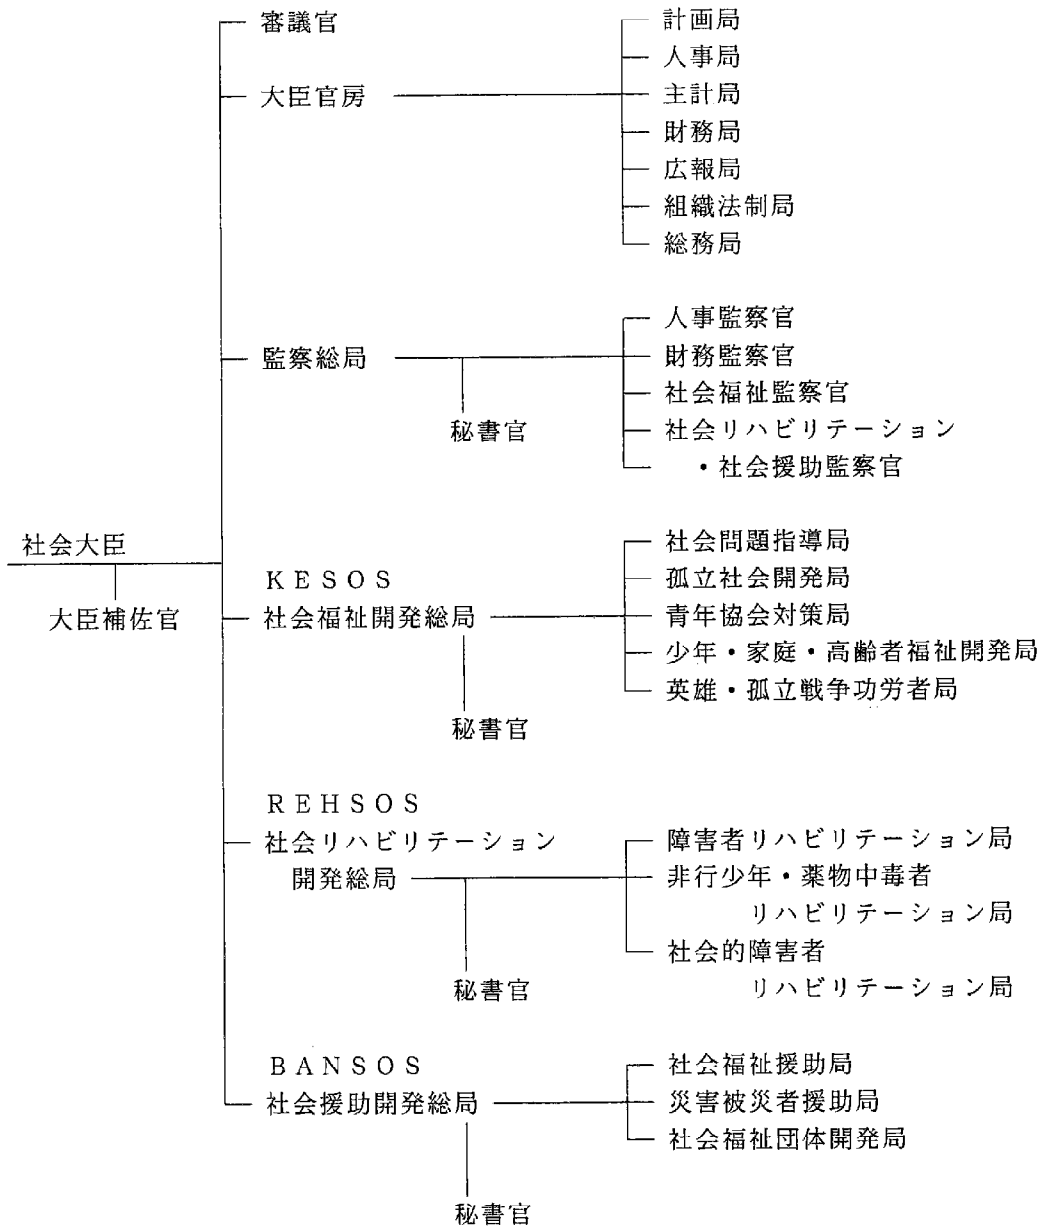 社会大臣
大臣補佐官
審議官
大臣官房
計画局
人事局
主計局
財務局
広報局
組織法制局
総務局
監察総局
秘書官
人事監察官
財務監察官
社会福祉監察官
社会リハビリテーション
・社会援助監察官
KESOS
社会福祉開発総局
秘書官
社会問題指導局
孤立社会開発局
青年協会対策局
少年・家庭・高齢者福祉開発局
英雄・孤立戦争功労者局
REHSOS
社会リハビリテーション
開発総局
秘書官
障害者リハビリテーション局
非行少年・薬物中毒者
リハビリテーション局
社会的障害者
リハビリテーション局
BANSOS
社会援助開発総局
秘書官
社会福祉援助局
災害被災者援助局
社会福祉団体開発局